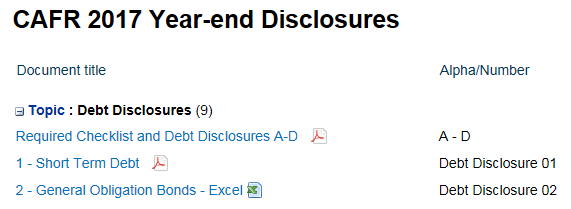 CAFR 2017 Year-end Disclosures
Document title Alpha/Number
Topic : Debt Disclosures (9)
Required Checklist and Debt Disclosures A-D A - D
1 - Short Term Debt Debt Disclosure 01
2 - General Obligation Bonds - Excel Debt Disclosure 02